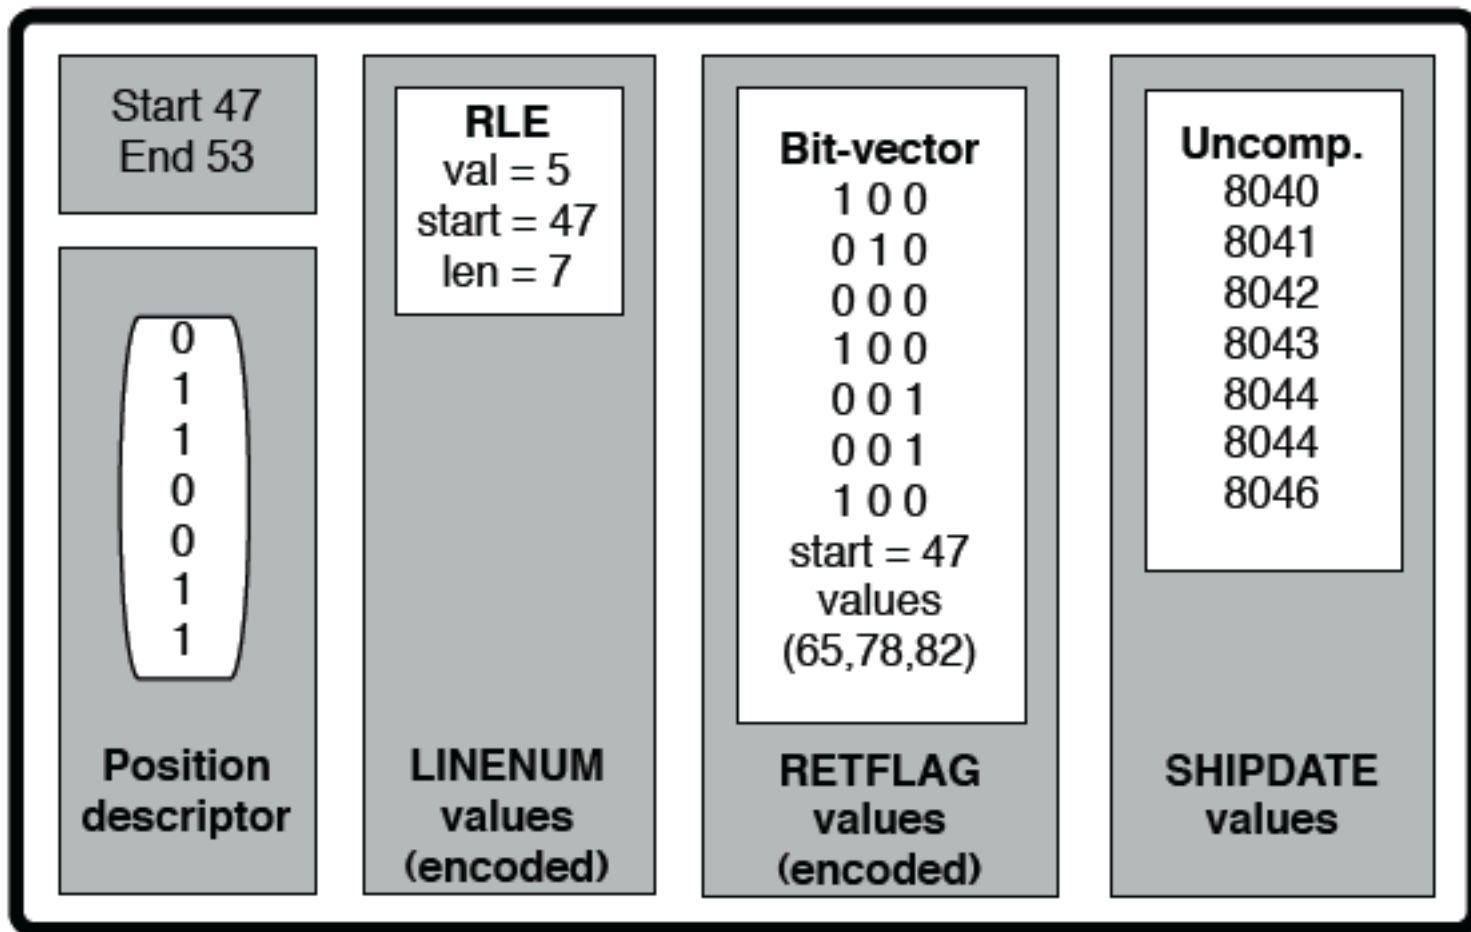 Start 47
End 53
0
1
1
0
0
1
1
Position
descriptor
RLE
val = 5
start = 47
len = 7
LINENUM
values
(encoded)
Bit-vector
1 0 0
0 1 0
0 0 0
1 0 0
0 0 1
0 0 1
1 0 0
start = 47
values
(65,78,82)
RETFLAG
values
(encoded)
Uncomp.
8040
8041
8042
8043
8044
8044
8046
SHIPDATE
values